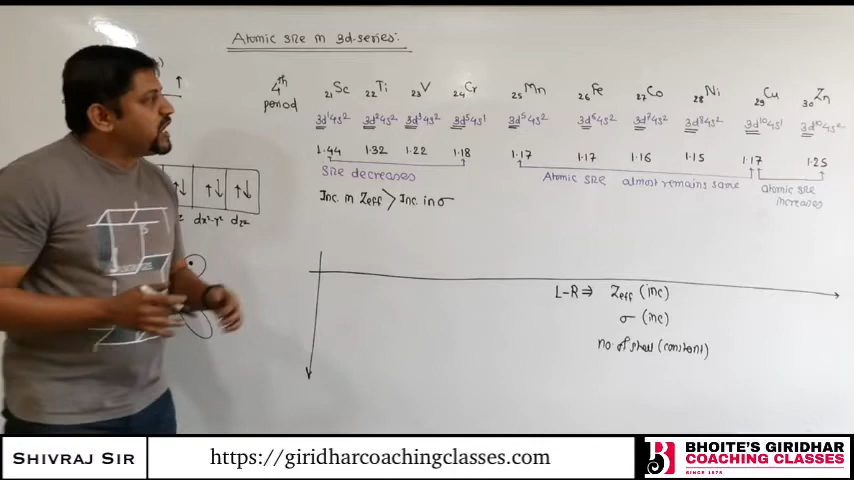 Atomic size in 3d-series:
4th period
21Sc 22Ti 23V 24Cr 25Mn 26Fe 27Co 28Ni 29Cu 30Zn
3d¹4s² 3d²4s² 3d³4s² 3d⁵4s¹ 3d⁵4s² 3d⁶4s² 3d⁷4s² 3d⁸4s² 3d¹⁰4s¹ 3d¹⁰4s²
1.44 1.32 1.22 1.18 1.17 1.17 1.16 1.15 1.17 1.25
Size decreases
Atomic size almost remains same
Atomic size
increases
Inc. in Zeff > Inc. in σ
dx²-y² dz²
L-R ⇒ Zeff (inc)
σ (inc)
no. of shell (constant)
SHIVRAJ SIR
https://giridharcoachingclasses.com
BHOITE'S GIRIDHAR
COACHING CLASSES
SINCE 1975